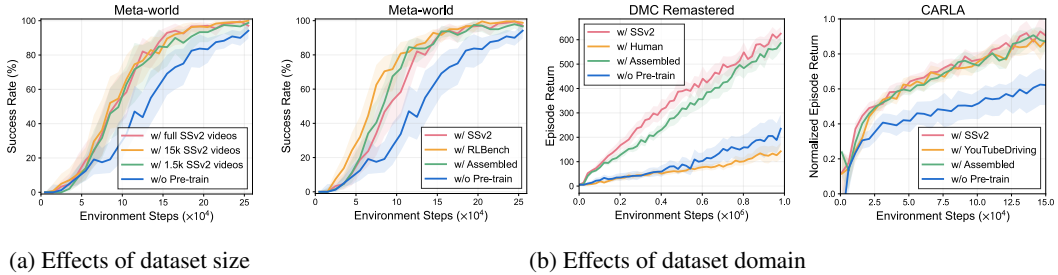 Meta-world
Success Rate (%)
100
80
60
40
20
0
w/ full SSv2 videos
w/ 15k SSv2 videos
w/ 1.5k SSv2 videos
w/o Pre-train
0 5 10 15 20 25
Environment Steps (×10⁴)
Meta-world
Success Rate (%)
100
80
60
40
20
0
w/ SSv2
w/ RLBench
w/ Assembled
w/o Pre-train
0 5 10 15 20 25
Environment Steps (×10⁴)
DMC Remastered
Episode Return
600
500
400
300
200
100
0
w/ SSv2
w/ Human
w/ Assembled
w/o Pre-train
0.0 0.2 0.4 0.6 0.8 1.0
Environment Steps (×10⁶)
CARLA
Normalized Episode Return
1.0
0.8
0.6
0.4
0.2
0.0
w/ SSv2
w/ YouTubeDriving
w/ Assembled
w/o Pre-train
0 2.5 5.0 7.5 10.0 12.5 15.0
Environment Steps (×10⁴)
(a) Effects of dataset size
(b) Effects of dataset domain